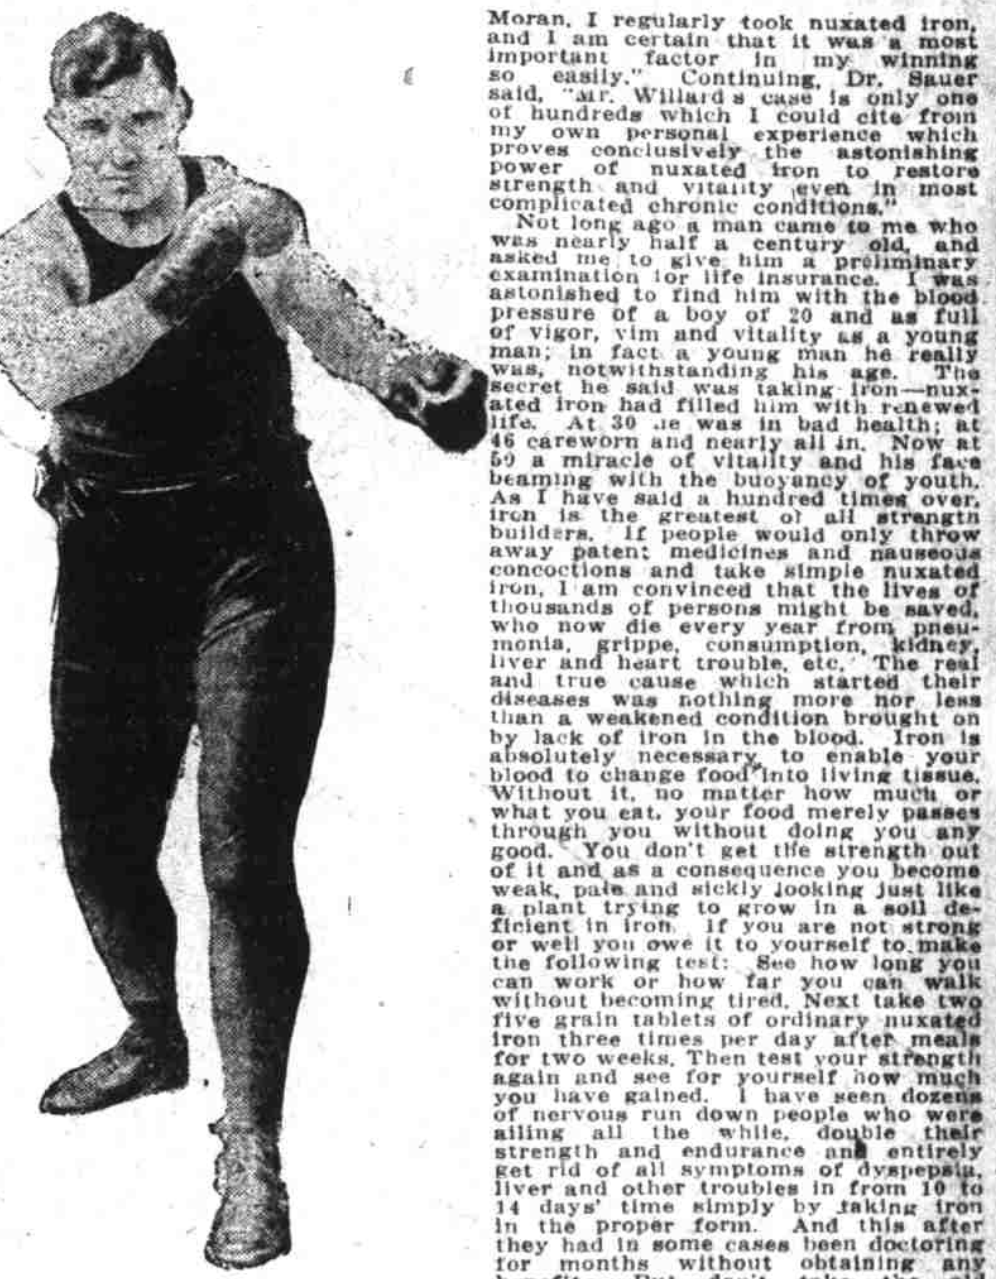 Moran, I regularly took nuxated iron,
and I am certain that it was a most
important factor in my winning
so easily." Continuing, Dr. Sauer
said, "Mr. Willard s case is only one
of hundreds which I could cite from
my own personal experience which
proves conclusively the astonishing
power of nuxated iron to restore
strength and vitality even in most
complicated chronic conditions."
Not long ago a man came to me who
was nearly half a century old, and
asked me to give him a preliminary
examination for life insurance. I was
astonished to find him with the blood
pressure of a boy of 20 and as full
of vigor, vim and vitality as a young
man; in fact a young man he really
was, notwithstanding his age. The
secret he said was taking iron—nux-
ated iron had filled him with renewed
life. At 30 he was in bad health; at
46 careworn and nearly all in. Now at
50 a miracle of vitality and his face
beaming with the buoyancy of youth.
As I have said a hundred times over,
iron is the greatest of all strength
builders. If people would only throw
away patent medicines and nauseous
concoctions and take simple nuxated
iron, I am convinced that the lives of
thousands of persons might be saved,
who now die every year from pneu-
monia, grippe, consumption, kidney,
liver and heart trouble, etc. The real
and true cause which started their
diseases was nothing more nor less
than a weakened condition brought on
by lack of iron in the blood. Iron is
absolutely necessary to enable your
blood to change food into living tissue.
Without it, no matter how much or
what you eat, your food merely passes
through you without doing you any
good. You don't get the strength out
of it and as a consequence you become
weak, pale and sickly looking just like
a plant trying to grow in a soil de-
ficient in iron. If you are not strong
or well you owe it to yourself to make
the following test: See how long you
can work or how far you can walk
without becoming tired. Next take two
five grain tablets of ordinary nuxated
iron three times per day after meals
for two weeks. Then test your strength
again and see for yourself how much
you have gained. I have seen dozens
of nervous run down people who were
ailing all the while, double their
strength and endurance and entirely
get rid of all symptoms of dyspepsia,
liver and other troubles in from 10 to
14 days' time simply by taking iron
in the proper form. And this after
they had in some cases been doctoring
for months without obtaining any